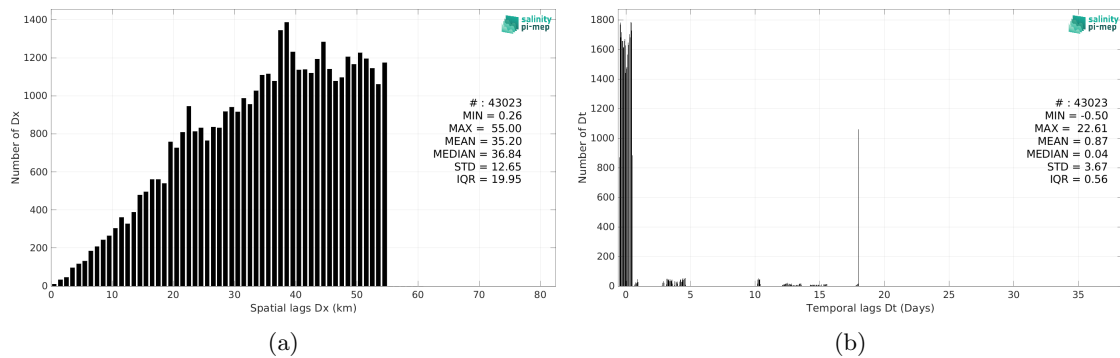 salinity
pi-mep
1400
1200
1000
800
600
400
200
0
Number of Dx
# : 43023
MIN = 0.26
MAX = 55.00
MEAN = 35.20
MEDIAN = 36.84
STD = 12.65
IQR = 19.95
0 10 20 30 40 50 60 70 80
Spatial lags Dx (km)
(a)
salinity
pi-mep
1800
1600
1400
1200
1000
800
600
400
200
0
Number of Dt
# : 43023
MIN = -0.50
MAX = 22.61
MEAN = 0.87
MEDIAN = 0.04
STD = 3.67
IQR = 0.56
0 5 10 15 20 25 30 35
Temporal lags Dt (Days)
(b)